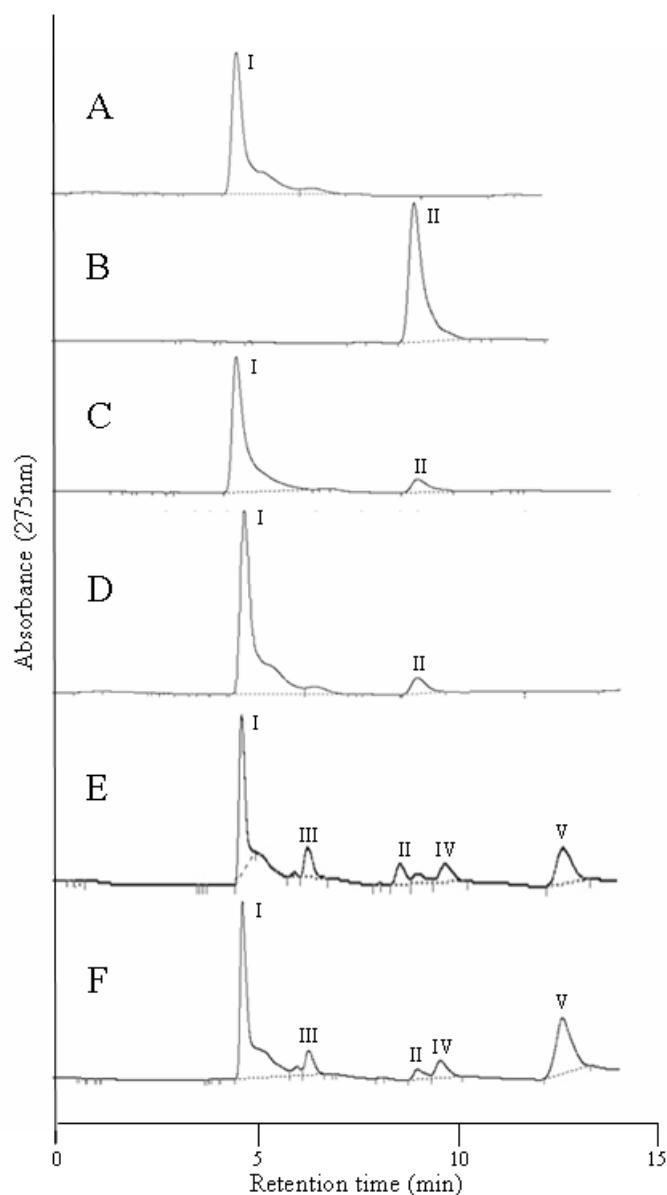 I
A
II
B
I
C
II
I
D
II
I
E
III
II
IV
V
I
F
III
II
IV
V
Absorbance (275nm)
0
5
10
15
Retention time (min)